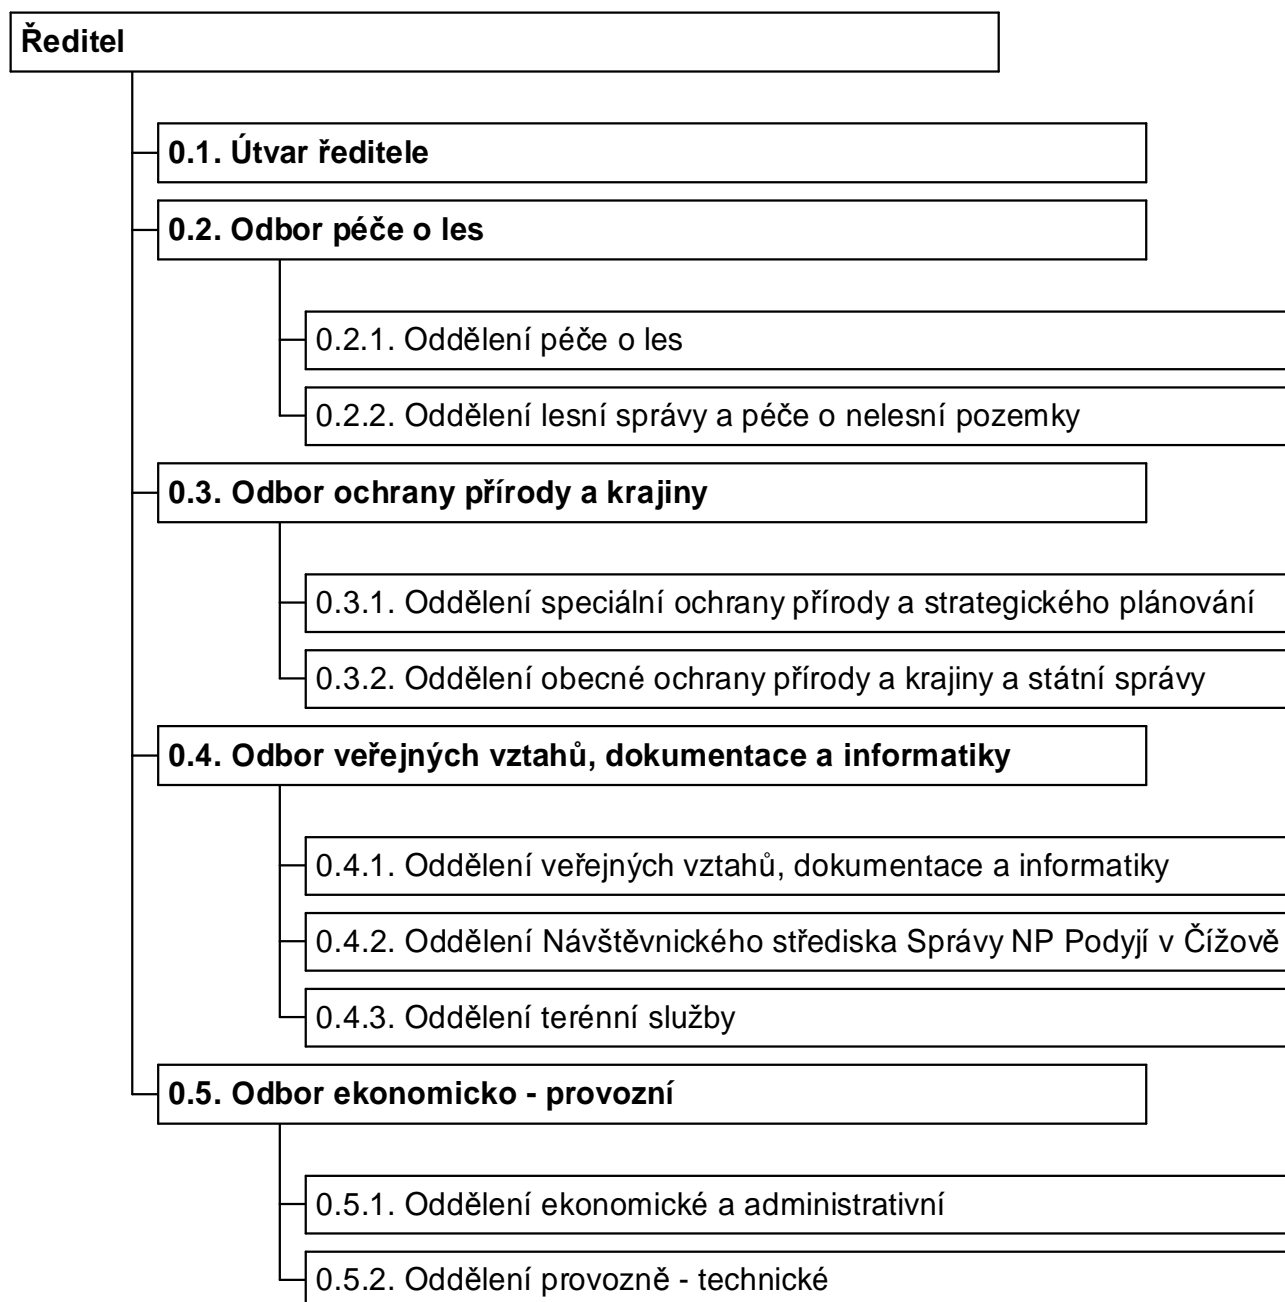 Ředitel
0.1. Útvar ředitele
0.2. Odbor péče o les
0.2.1. Oddělení péče o les
0.2.2. Oddělení lesní správy a péče o nelesní pozemky
0.3. Odbor ochrany přírody a krajiny
0.3.1. Oddělení speciální ochrany přírody a strategického plánování
0.3.2. Oddělení obecné ochrany přírody a krajiny a státní správy
0.4. Odbor veřejných vztahů, dokumentace a informatiky
0.4.1. Oddělení veřejných vztahů, dokumentace a informatiky
0.4.2. Oddělení Návštěvnického střediska Správy NP Podyjí v Čížově
0.4.3. Oddělení terénní služby
0.5. Odbor ekonomicko - provozní
0.5.1. Oddělení ekonomické a administrativní
0.5.2. Oddělení provozně - technické